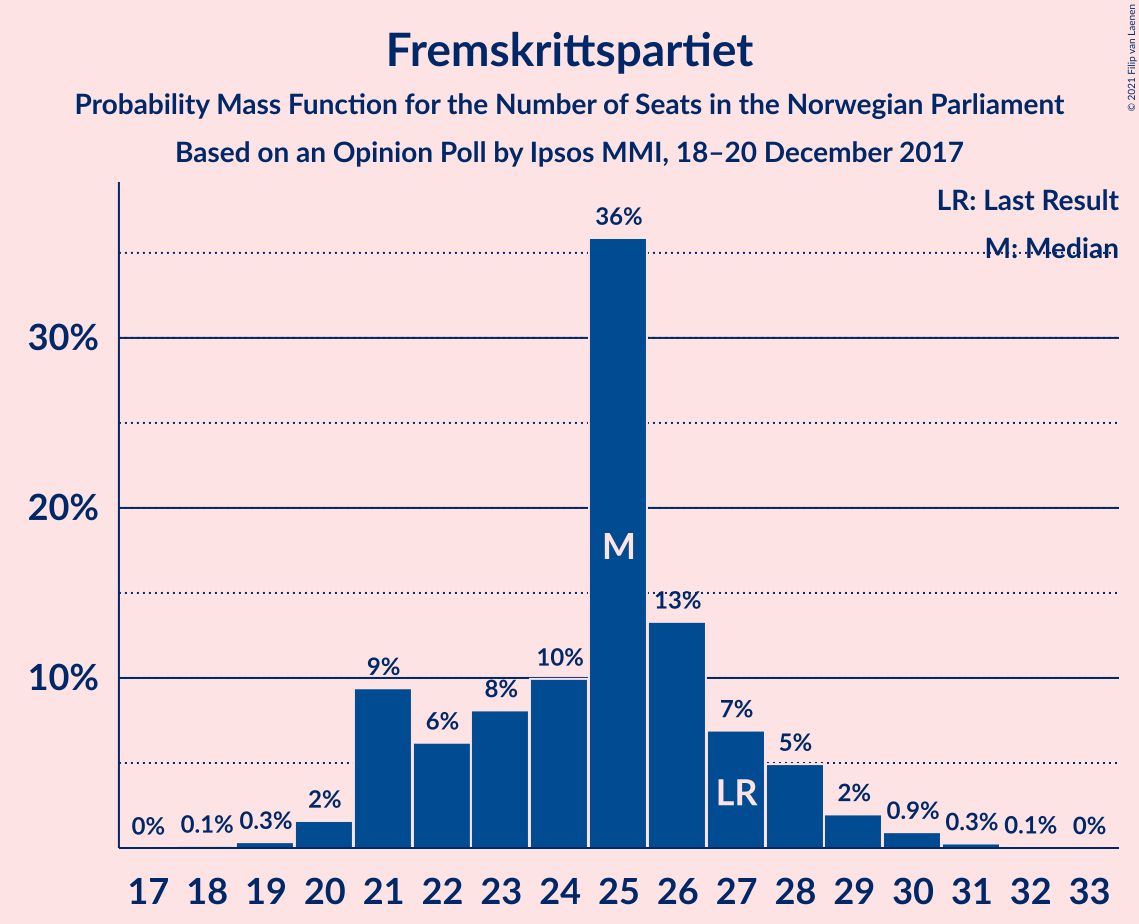 Fremskrittspartiet
Probability Mass Function for the Number of Seats in the Norwegian Parliament
Based on an Opinion Poll by Ipsos MMI, 18–20 December 2017
© 2021 Filip van Laenen
LR: Last Result
M: Median
30%
20%
10%
0%
0.1%
0.3%
2%
9%
6%
8%
10%
36%
M
13%
7%
LR
5%
2%
0.9%
0.3%
0.1%
0%
17 18 19 20 21 22 23 24 25 26 27 28 29 30 31 32 33